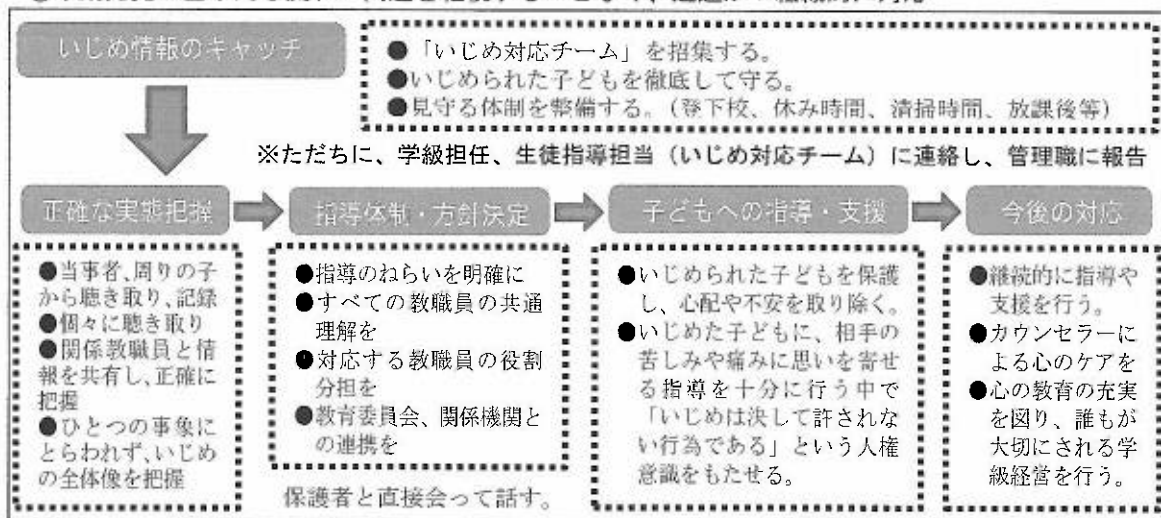 いじめ情報のキャッチ
●「いじめ対応チーム」を招集する。
●いじめられた子どもを徹底して守る。
●見守る体制を整備する。(登下校、休み時間、清掃時間、放課後等)
※ただちに、学級担任、生徒指導担当(いじめ対応チーム)に連絡し、管理職に報告
正確な実態把握
●当事者、周りの子
から聴き取り、記録
●個々に聴き取り
●関係教職員と情
報を共有し、正確に
把握
●ひとつの事象に
とらわれず、いじめ
の全体像を把握
指導体制・方針決定
●指導のねらいを明確に
●すべての教職員の共通
理解を
●対応する教職員の役割
分担を
●教育委員会、関係機関と
の連携を
保護者と直接会って話す。
子どもへの指導・支援
●いじめられた子どもを保護
し、心配や不安を取り除く。
●いじめた子どもに、相手の
苦しみや痛みに思いを寄せ
る指導を十分に行う中で
「いじめは決して許されな
い行為である」という人権
意識をもたせる。
今後の対応
●継続的に指導や
支援を行う。
●カウンセラーに
よる心のケアを
●心の教育の充実
を図り、誰もが
大切にされる学
級経営を行う。